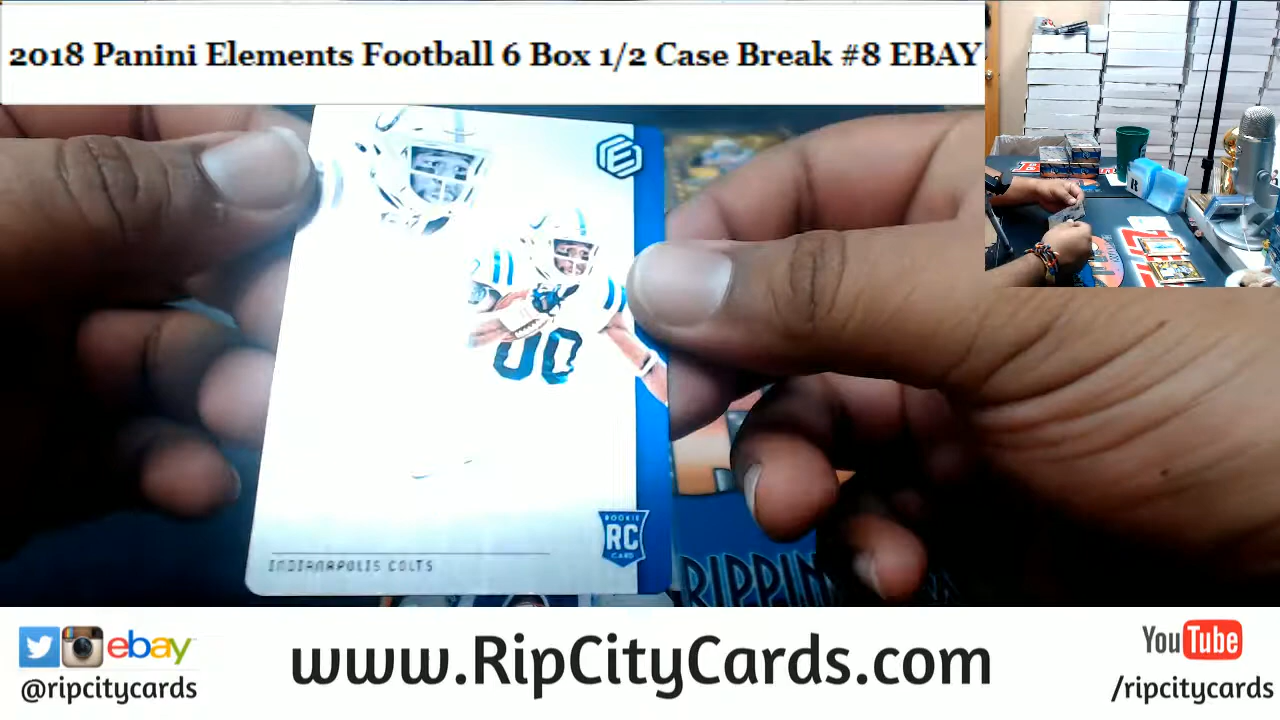 2018 Panini Elements Football 6 Box 1/2 Case Break #8 EBAY
00
ROOKIE
RC
CARD
INDIANAPOLIS COLTS
RIPPIN
ebay
@ripcitycards
www.RipCityCards.com
YouTube
/ripcitycards